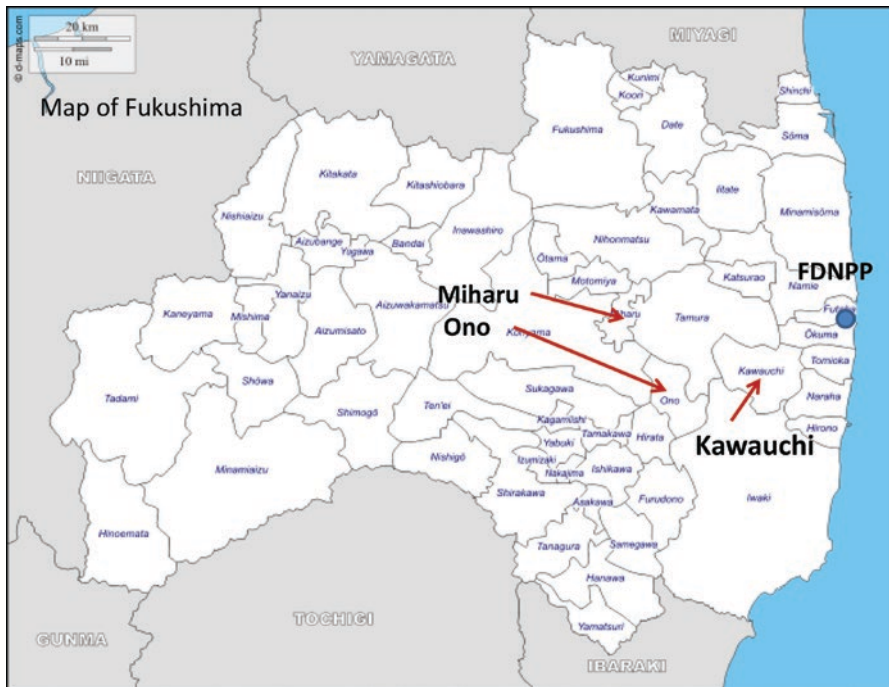 © d-maps.com
20 km
10 mi
Map of Fukushima
YAMAGATA
MIYAGI
NIIGATA
Kunimi
Koori
Shinchi
Fukushima
Date
Sōma
Kitakata
Kitashiobara
Iitate
Nishiaizu
Inawashiro
Kawamata
Minamisōma
Aizubange
Yugawa
Bandai
Nihonmatsu
Ōtama
Motomiya
Katsurao
FDNPP
Namie
Miharu
Ono
Kaneyama
Mishima
Yanaizu
Aizuwakamatsu
Aizumisato
Tamura
Ōkuma
Tomioka
Kawauchi
Tadami
Shōwa
Shimogō
Ten'ei
Sukagawa
Ono
Naraha
Kagamiishi
Hirono
Yabuki
Tamakawa
Hirata
Kawauchi
Minamiaizu
Nishigō
Izumizaki
Nakajima
Ishikawa
Shirakawa
Asakawa
Furudono
Iwaki
Hinoemata
Tanagura
Samegawa
Hanawa
TOCHIGI
Yamatsuri
GUNMA
IBARAKI